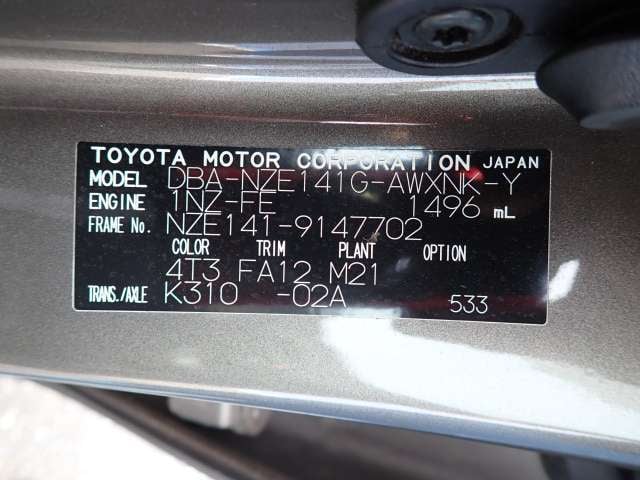 TOYOTA MOTOR CORPORATION JAPAN
MODEL DBA-NZE141G-AWXNK-Y
ENGINE 1NZ-FE 1496 mL
FRAME No. NZE141-9147702
COLOR TRIM PLANT OPTION
4T3 FA12 M21
TRANS./AXLE K310 -02A 533